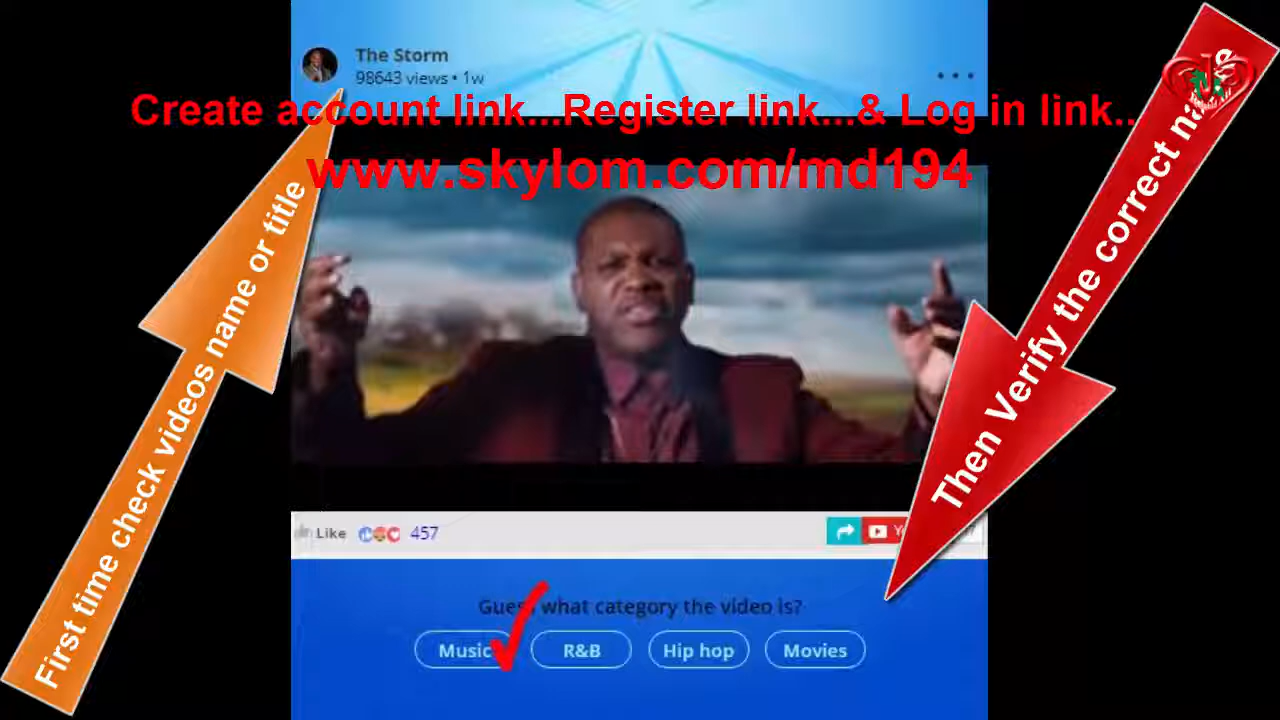 The Storm
98643 views • 1w
Create account link...Register link...& Log in link..
www.skylom.com/md194
First time check videos name or title
Then Verify the correct
Like
457
Guess what category the video is?
Music
R&B
Hip hop
Movies